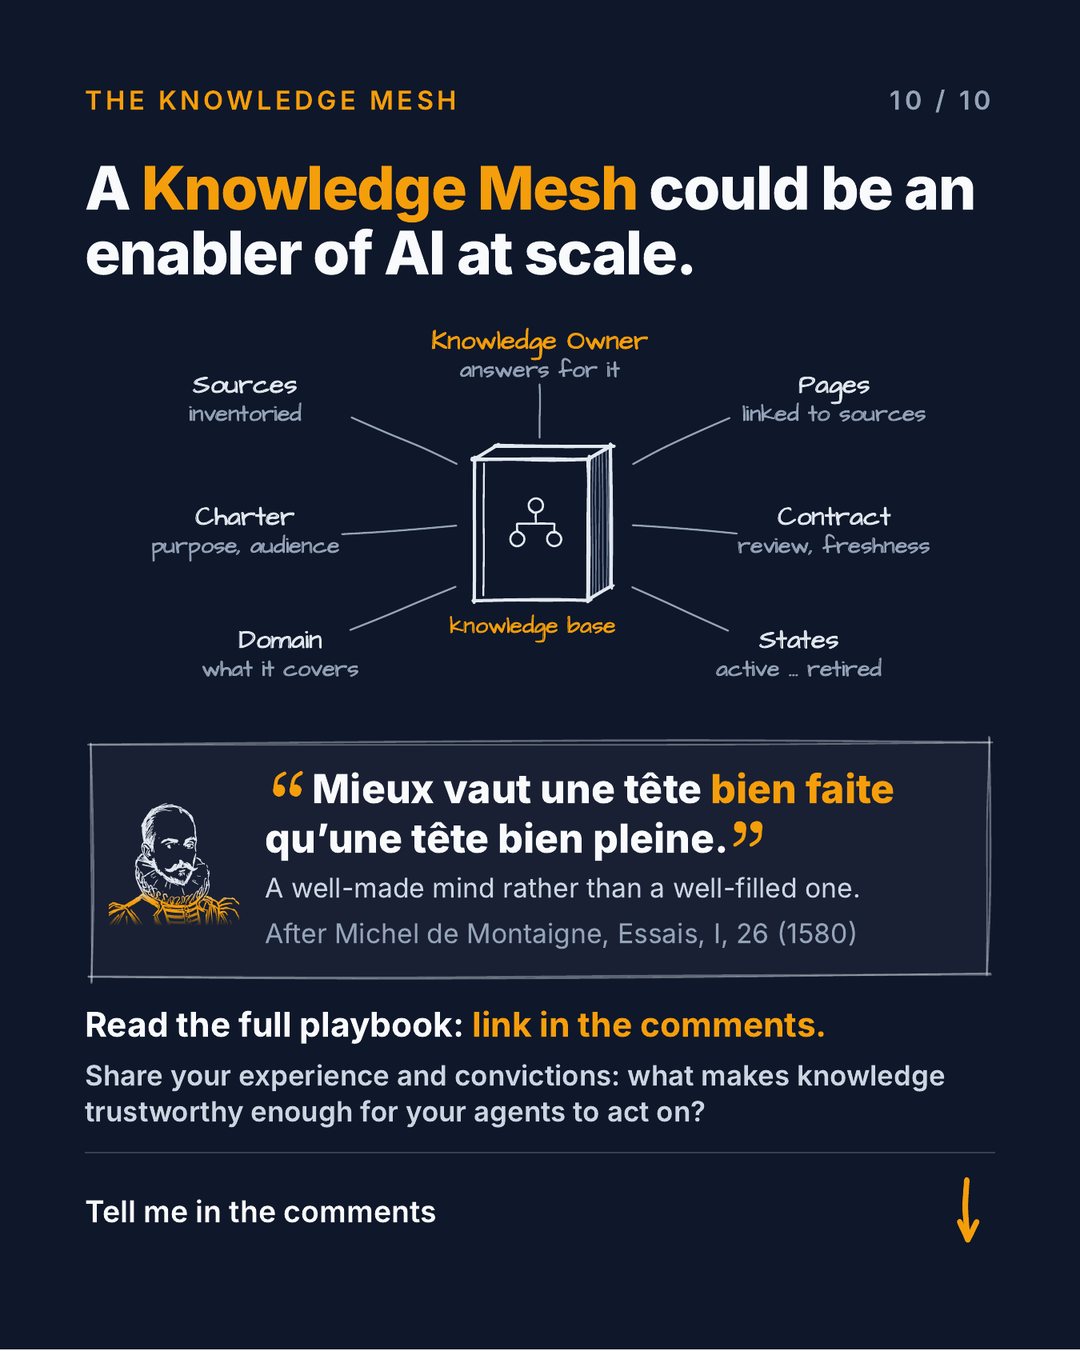 THE KNOWLEDGE MESH
10 / 10
A Knowledge Mesh could be an
enabler of AI at scale.
Knowledge Owner
answers for it
Sources
inventoried
Pages
linked to sources
Charter
purpose, audience
Contract
review, freshness
Domain
what it covers
knowledge base
States
active ... retired
“Mieux vaut une tête bien faite
qu’une tête bien pleine.”
A well-made mind rather than a well-filled one.
After Michel de Montaigne, Essais, I, 26 (1580)
Read the full playbook: link in the comments.
Share your experience and convictions: what makes knowledge
trustworthy enough for your agents to act on?
Tell me in the comments